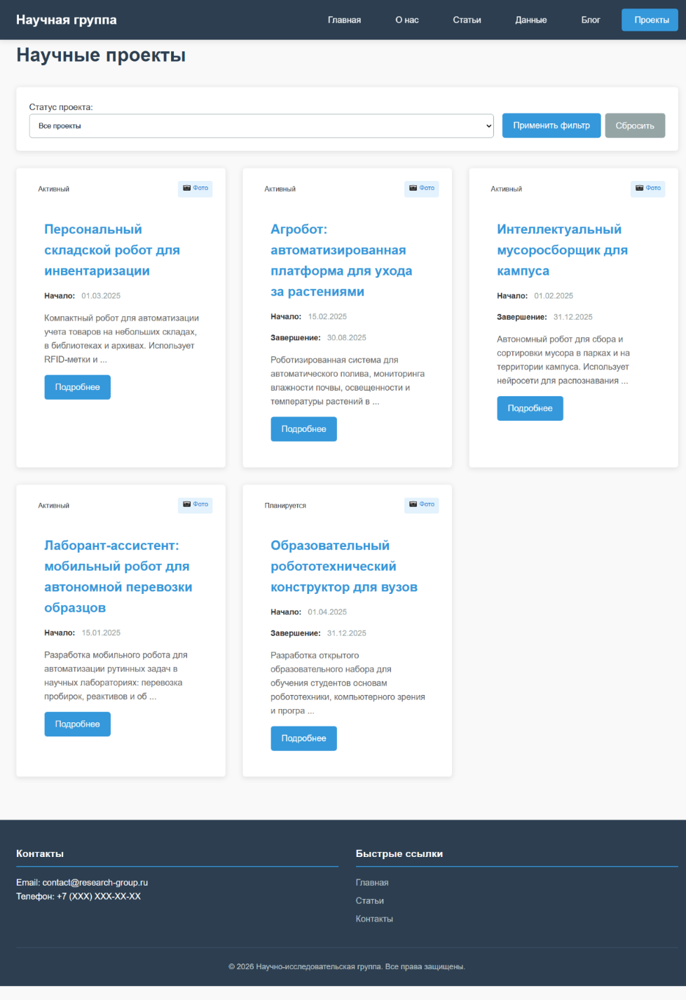 Научная группа
Главная
О нас
Статьи
Данные
Блог
Проекты
Научные проекты
Статус проекта:
Все проекты
Применить фильтр
Сбросить
Активный
Фото
Персональный
складской робот для
инвентаризации
Начало: 01.03.2025
Компактный робот для автоматизации
учета товаров на небольших складах,
в библиотеках и архивах. Использует
RFID-метки и ...
Подробнее
Активный
Фото
Агробот:
автоматизированная
платформа для ухода
за растениями
Начало: 15.02.2025
Завершение: 30.08.2025
Роботизированная система для
автоматического полива, мониторинга
влажности почвы, освещенности и
температуры растений в ...
Подробнее
Активный
Фото
Интеллектуальный
мусоросборщик для
кампуса
Начало: 01.02.2025
Завершение: 31.12.2025
Автономный робот для сбора и
сортировки мусора в парках и на
территории кампуса. Использует
нейросети для распознавания ...
Подробнее
Активный
Фото
Лаборант-ассистент:
мобильный робот для
автономной перевозки
образцов
Начало: 15.01.2025
Разработка мобильного робота для
автоматизации рутинных задач в
научных лабораториях: перевозка
пробирок, реактивов и об ...
Подробнее
Планируется
Фото
Образовательный
робототехнический
конструктор для вузов
Начало: 01.04.2025
Завершение: 31.12.2025
Разработка открытого
образовательного набора для
обучения студентов основам
робототехники, компьютерного зрения
и програ ...
Подробнее
Контакты
Email: contact@research-group.ru
Телефон: +7 (XXX) XXX-XX-XX
Быстрые ссылки
Главная
Статьи
Контакты
© 2026 Научно-исследовательская группа. Все права защищены.